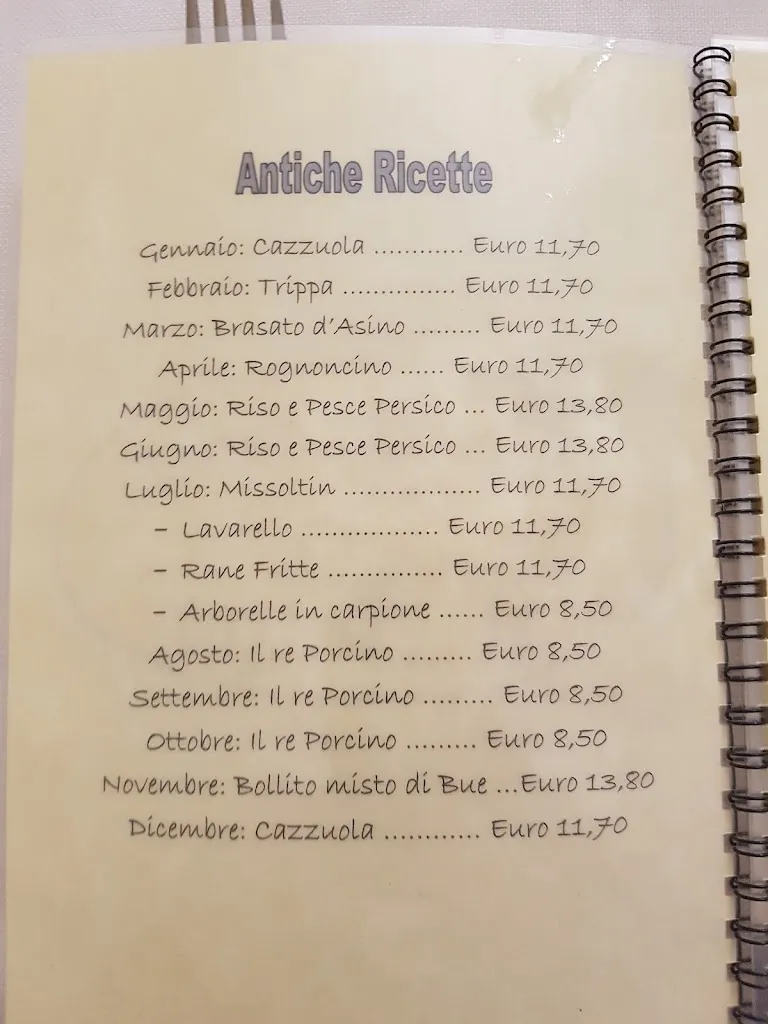 Antiche Ricette
Gennaio: Cazzuola ............ Euro 11,70
Febbraio: Trippa ............... Euro 11,70
Marzo: Brasato d'Asino ......... Euro 11,70
Aprile: Rognoncino ...... Euro 11,70
Maggio: Riso e Pesce Persico ... Euro 13,80
Giugno: Riso e Pesce Persico ... Euro 13,80
Luglio: Missoltin .................. Euro 11,70
- Lavarello .................. Euro 11,70
- Rane Fritte ............... Euro 11,70
- Arborelle in carpione ...... Euro 8,50
Agosto: Il re Porcino ......... Euro 8,50
Settembre: Il re Porcino ......... Euro 8,50
Ottobre: Il re Porcino ......... Euro 8,50
Novembre: Bollito misto di Bue ...Euro 13,80
Dicembre: Cazzuola ............. Euro 11,70